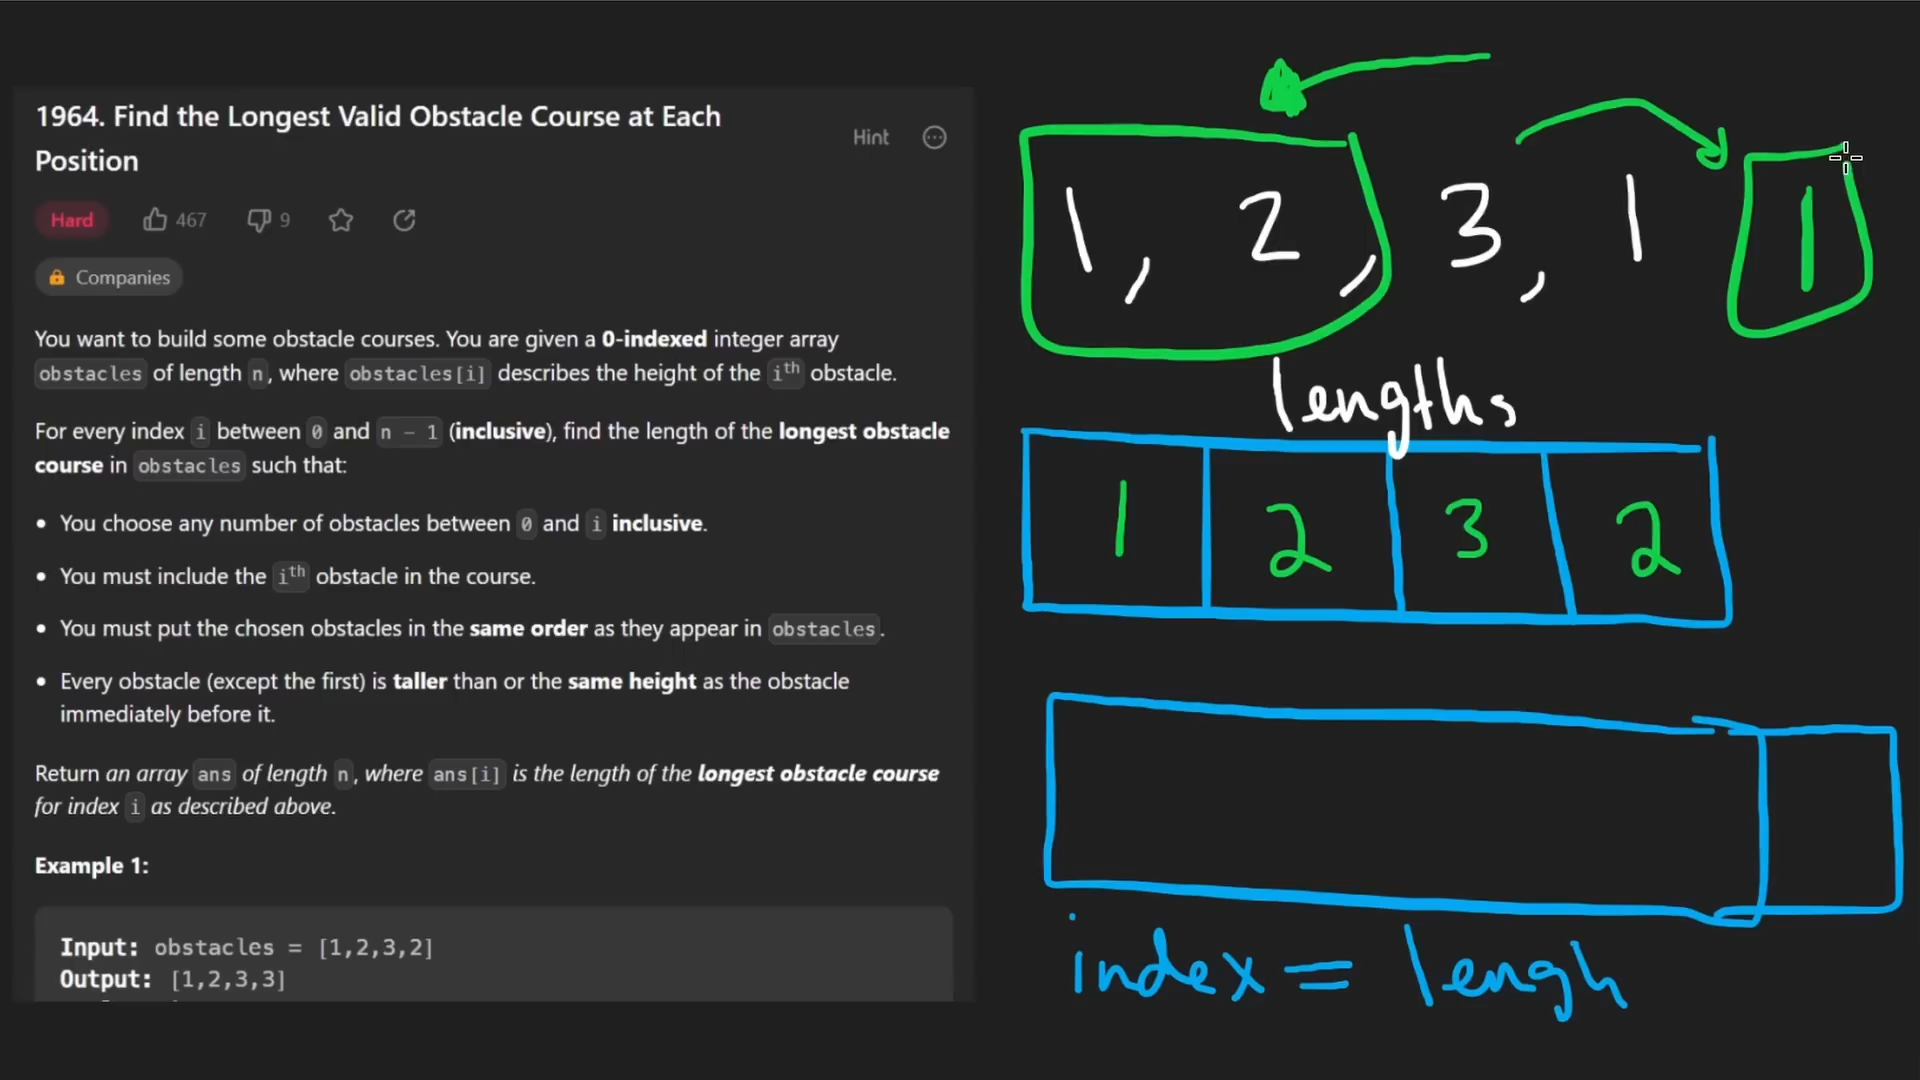 1964. Find the Longest Valid Obstacle Course at Each
Position
Hint
Hard 467 9
Companies
You want to build some obstacle courses. You are given a 0-indexed integer array
obstacles of length n, where obstacles[i] describes the height of the ith obstacle.
For every index i between 0 and n - 1 (inclusive), find the length of the longest obstacle
course in obstacles such that:
• You choose any number of obstacles between 0 and i inclusive.
• You must include the ith obstacle in the course.
• You must put the chosen obstacles in the same order as they appear in obstacles.
• Every obstacle (except the first) is taller than or the same height as the obstacle
immediately before it.
Return an array ans of length n, where ans[i] is the length of the longest obstacle course
for index i as described above.
Example 1:
Input: obstacles = [1,2,3,2]
Output: [1,2,3,3]
1, 2, 3, 1 1
lengths
1 2 3 2
index = lengh